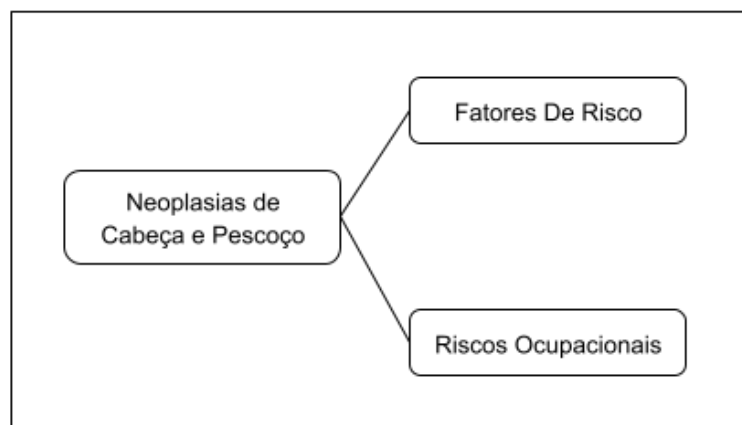 Fatores De Risco
Neoplasias de
Cabeça e Pescoço
Riscos Ocupacionais